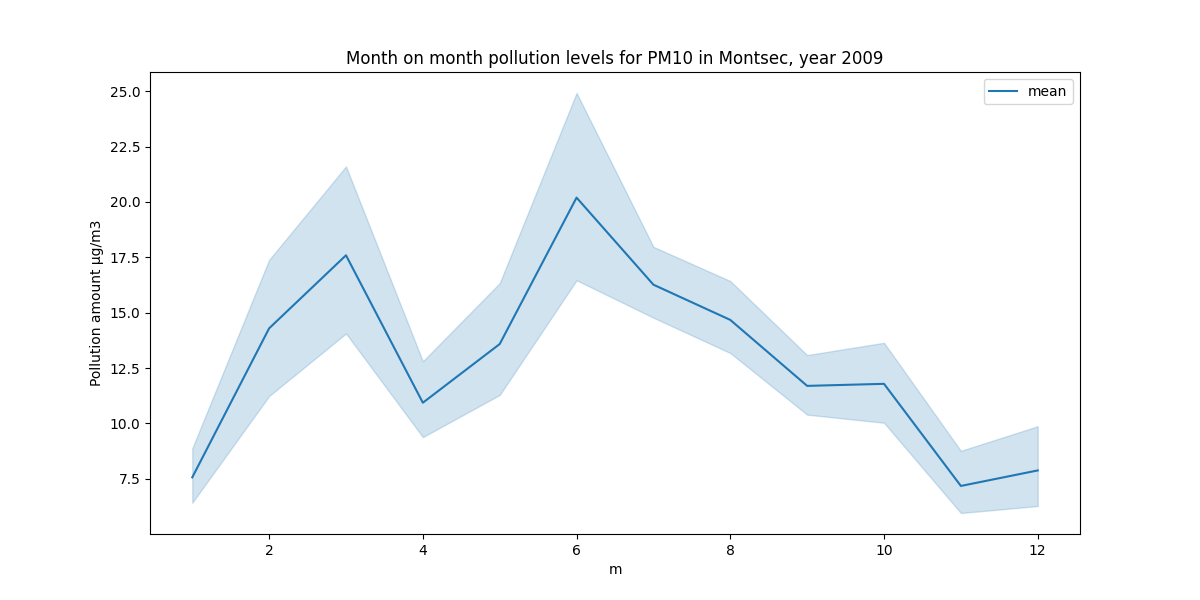 Month on month pollution levels for PM10 in Montsec, year 2009
mean
Pollution amount µg/m3
25.0
22.5
20.0
17.5
15.0
12.5
10.0
7.5
2 4 6 8 10 12
m